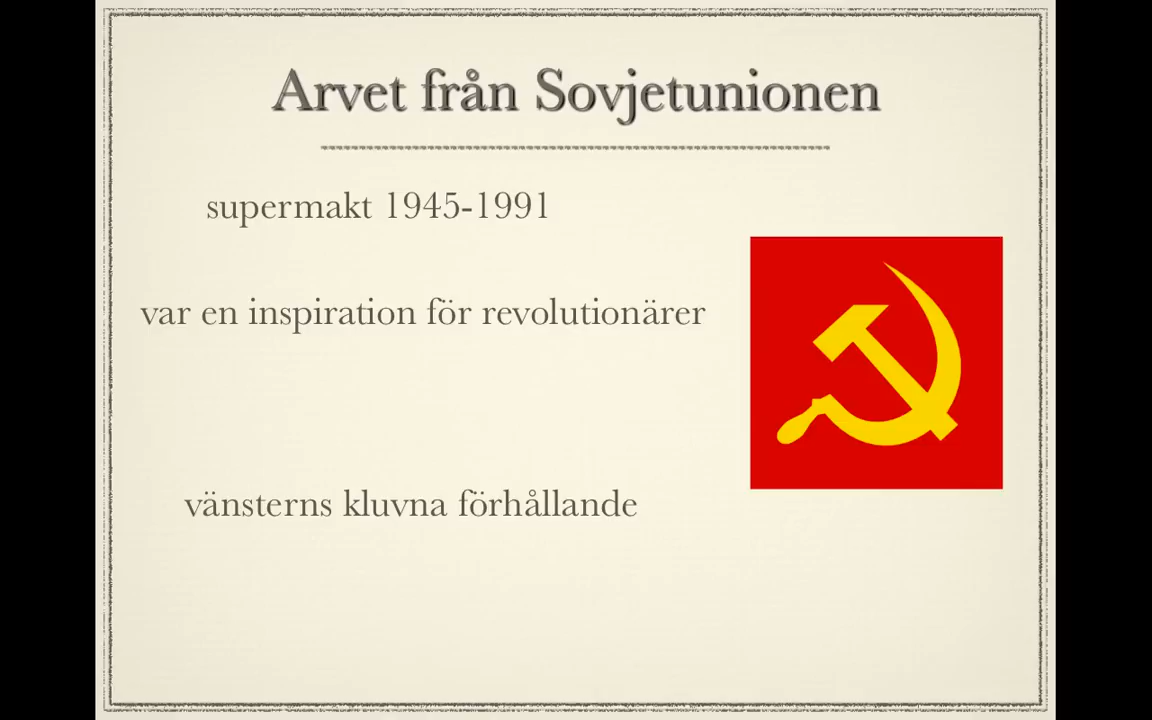 Arvet från Sovjetunionen
supermakt 1945-1991
var en inspiration för revolutionärer
vänsterns kluvna förhållande